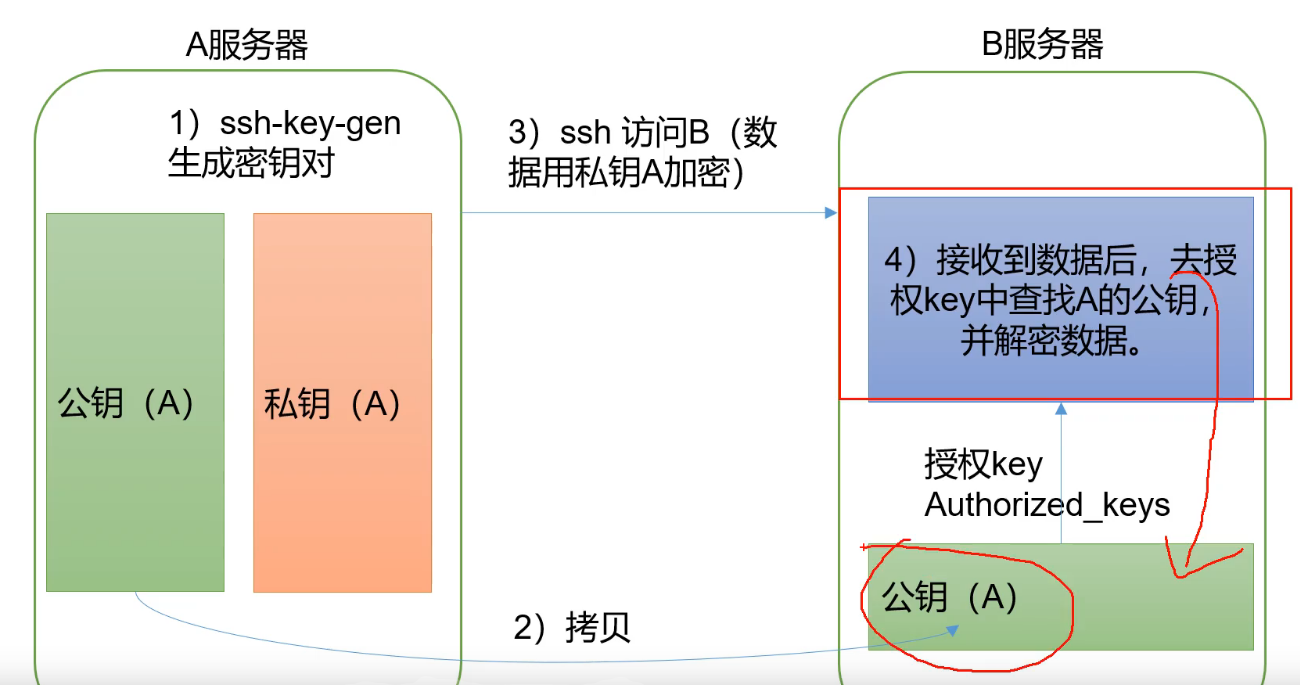 A服务器
B服务器
1）ssh-key-gen
生成密钥对
3）ssh 访问B（数
据用私钥A加密）
公钥（A）
私钥（A）
4）接收到数据后，去授
权key中查找A的公钥，
并解密数据。
授权key
Authorized_keys
公钥（A）
2）拷贝